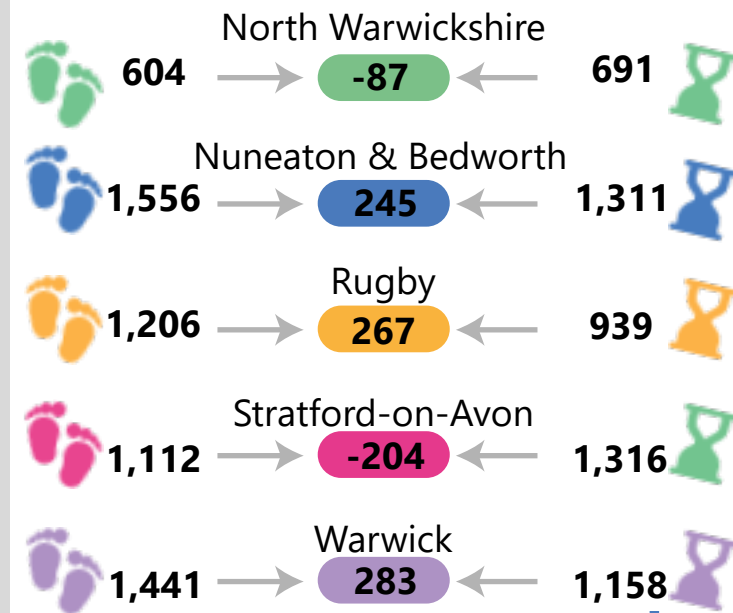 North Warwickshire
604 -87 691
Nuneaton & Bedworth
1,556 245 1,311
Rugby
1,206 267 939
Stratford-on-Avon
1,112 -204 1,316
Warwick
1,441 283 1,158